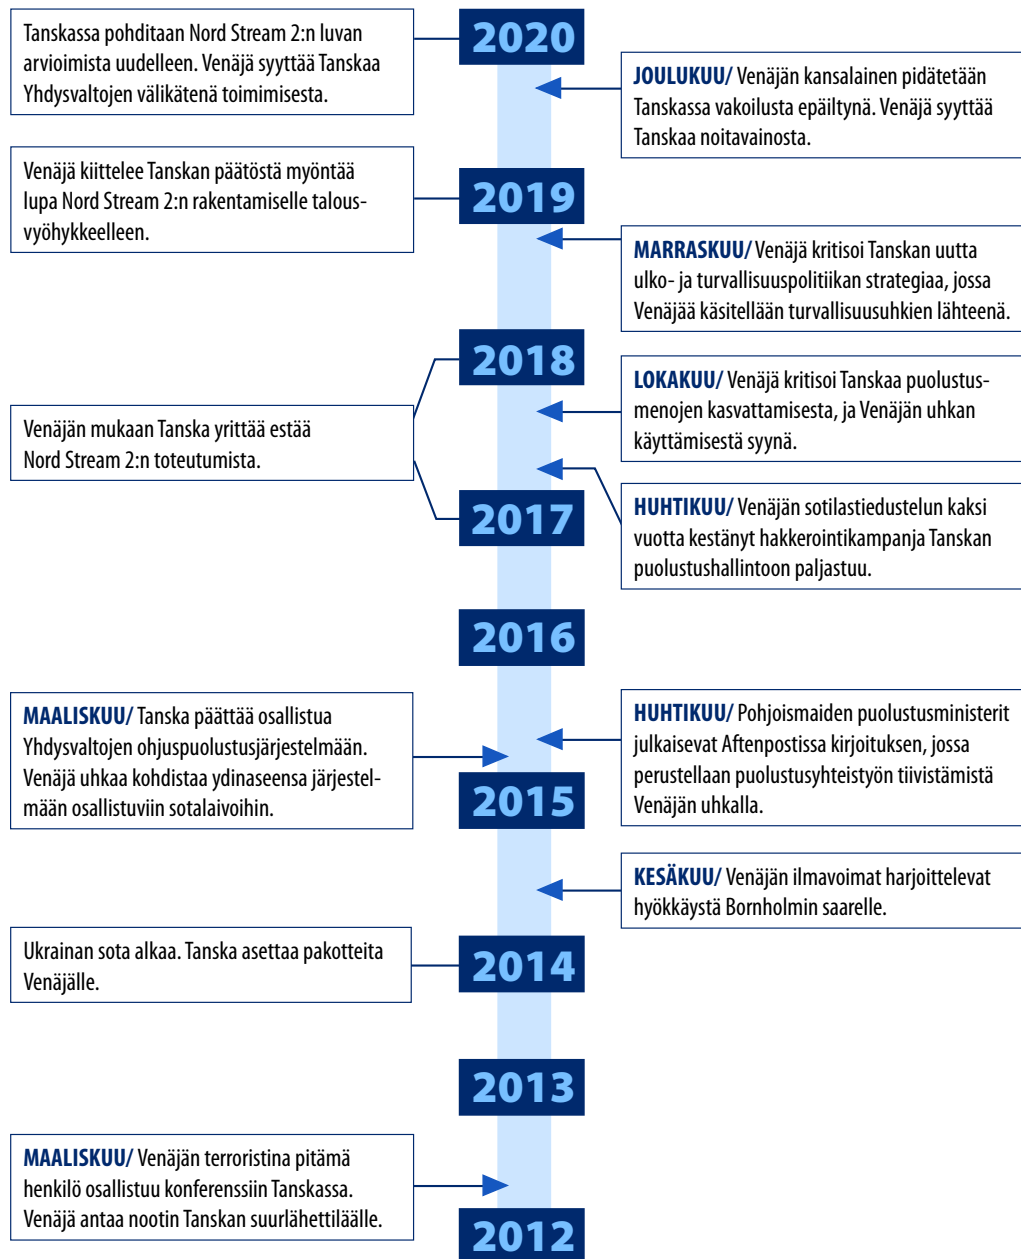 Tanskassa pohditaan Nord Stream 2:n luvan
arvioimista uudelleen. Venäjä syyttää Tanskaa
Yhdysvaltojen välikätenä toimimisesta.
2020
JOULUKUU/ Venäjän kansalainen pidätetään
Tanskassa vakoilusta epäiltynä. Venäjä syyttää
Tanskaa noitavainosta.
Venäjä kiittelee Tanskan päätöstä myöntää
lupa Nord Stream 2:n rakentamiselle talous-
vyöhykkeelleen.
2019
MARRASKUU/ Venäjä kritisoi Tanskan uutta
ulko- ja turvallisuuspolitiikan strategiaa, jossa
Venäjää käsitellään turvallisuusuhkien lähteenä.
2018
LOKAKUU/ Venäjä kritisoi Tanskaa puolustus-
menojen kasvattamisesta, ja Venäjän uhkan
käyttämisestä syynä.
Venäjän mukaan Tanska yrittää estää
Nord Stream 2:n toteutumista.
2017
HUHTIKUU/ Venäjän sotilastiedustelun kaksi
vuotta kestänyt hakkerointikampanja Tanskan
puolustushallintoon paljastuu.
2016
MAALISKUU/ Tanska päättää osallistua
Yhdysvaltojen ohjuspuolustusjärjestelmään.
Venäjä uhkaa kohdistaa ydinaseensa järjestel-
mään osallistuviin sotalaivoihin.
HUHTIKUU/ Pohjoismaiden puolustusministerit
julkaisevat Aftenpostissa kirjoituksen, jossa
perustellaan puolustusyhteistyön tiivistämistä
Venäjän uhkalla.
2015
KESÄKUU/ Venäjän ilmavoimat harjoittelevat
hyökkäystä Bornholmin saarelle.
Ukrainan sota alkaa. Tanska asettaa pakotteita
Venäjälle.
2014
2013
MAALISKUU/ Venäjän terroristina pitämä
henkilö osallistuu konferenssiin Tanskassa.
Venäjä antaa nootin Tanskan suurlähettiläälle.
2012